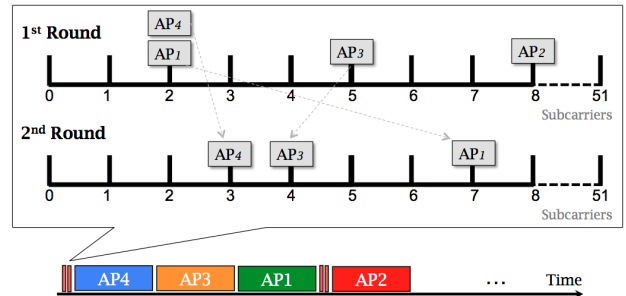 1st Round
AP4
AP1
AP3
AP2
0 1 2 3 4 5 6 7 8 51
Subcarriers
2nd Round
AP4
AP3
AP1
0 1 2 3 4 5 6 7 8 51
Subcarriers
AP4 AP3 AP1 AP2 ... Time